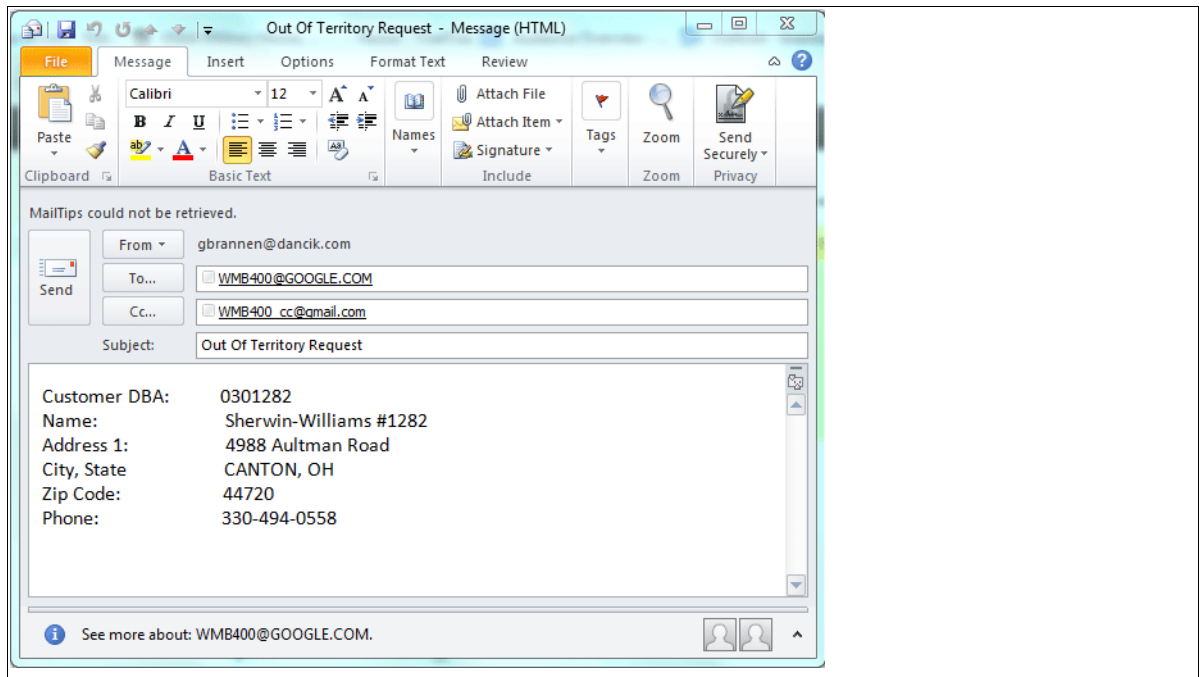 Out Of Territory Request - Message (HTML)
File Message Insert Options Format Text Review
Calibri 12 A A Attach File
Paste B I U Names Attach Item Tags Zoom Send Securely
ab A Aa Signature
Clipboard Basic Text Include Zoom Privacy
MailTips could not be retrieved.
From gbrannen@dancik.com
Send To... WMB400@GOOGLE.COM
Cc... WMB400_cc@gmail.com
Subject: Out Of Territory Request
Customer DBA: 0301282
Name: Sherwin-Williams #1282
Address 1: 4988 Aultman Road
City, State CANTON, OH
Zip Code: 44720
Phone: 330-494-0558
See more about: WMB400@GOOGLE.COM.